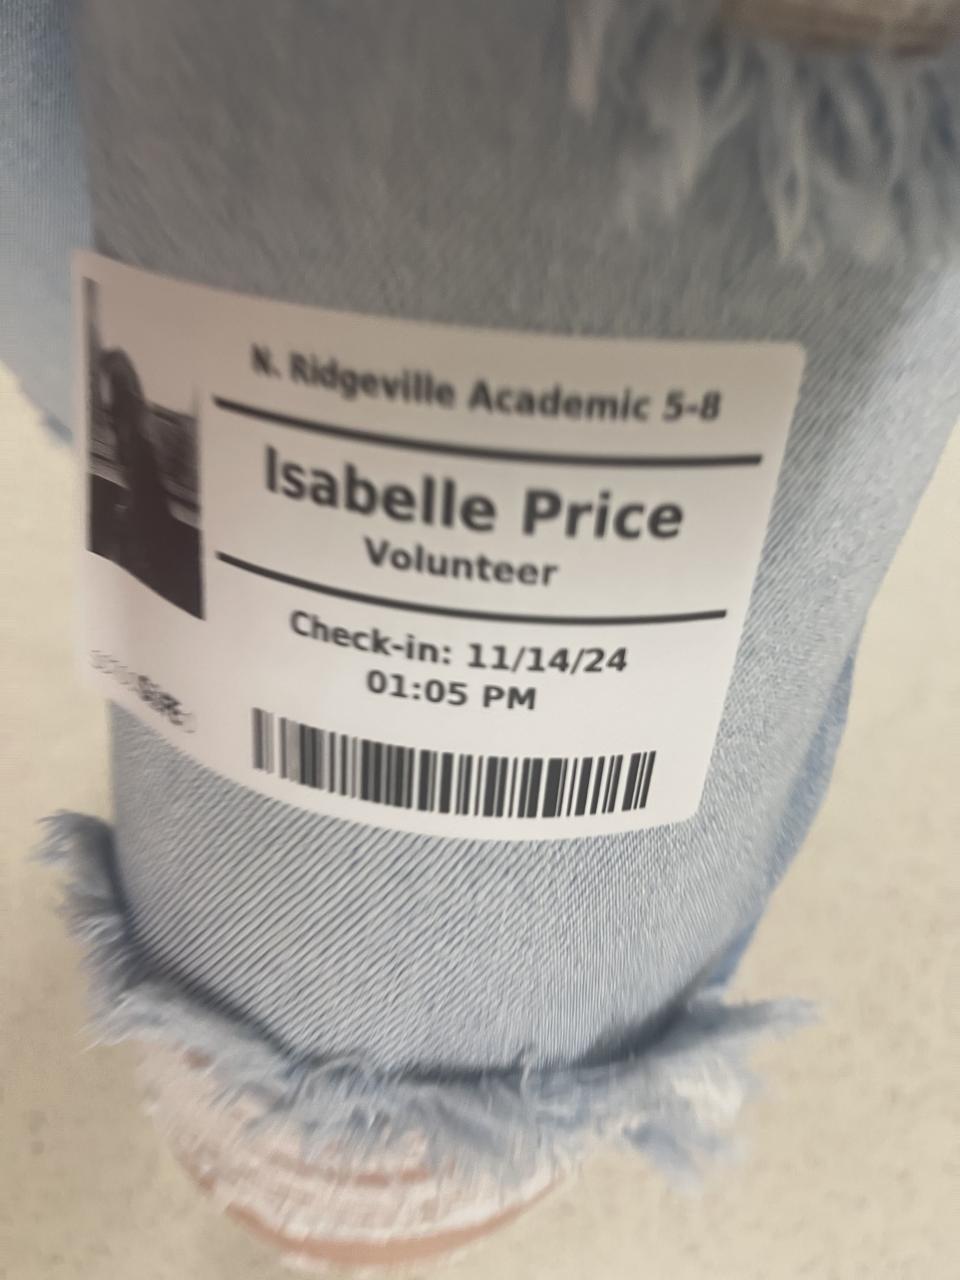 N. Ridgeville Academic 5-8
Isabelle Price
Volunteer
Check-in: 11/14/24
01:05 PM